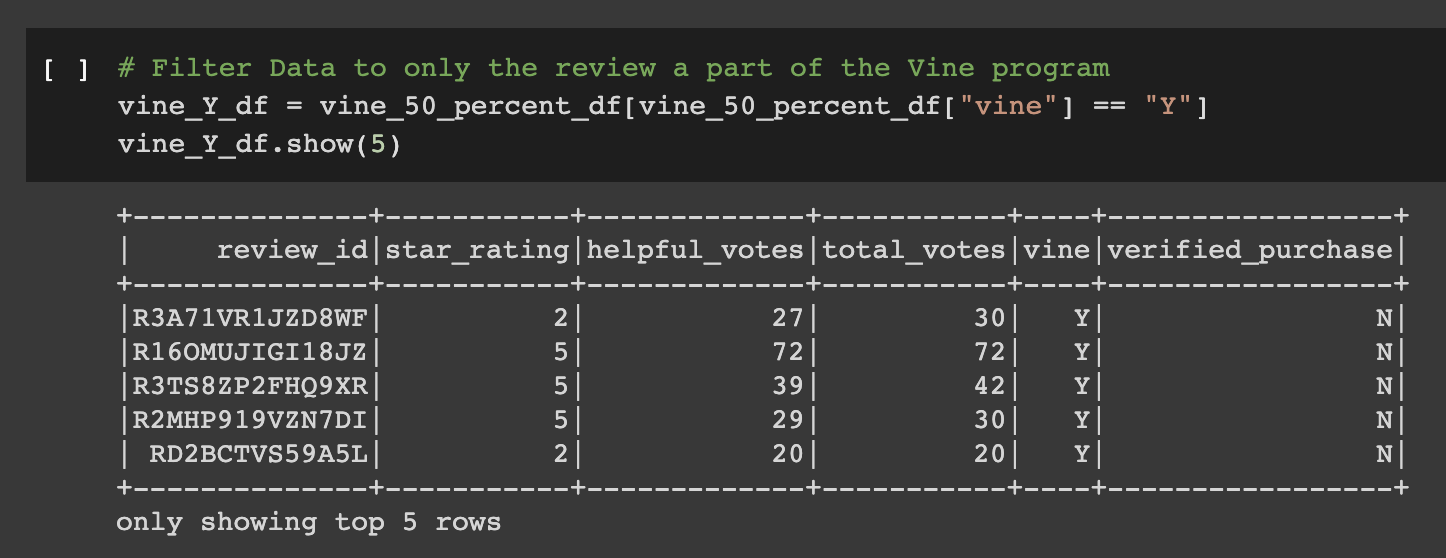 [ ] # Filter Data to only the review a part of the Vine program
vine_Y_df = vine_50_percent_df[vine_50_percent_df["vine"] == "Y"]
vine_Y_df.show(5)
+--------------+-----------+-------------+-----------+----+-----------------+
|     review_id|star_rating|helpful_votes|total_votes|vine|verified_purchase|
+--------------+-----------+-------------+-----------+----+-----------------+
|R3A71VR1JZD8WF|          2|           27|         30|   Y|                N|
|R16OMUJIGI18JZ|          5|           72|         72|   Y|                N|
|R3TS8ZP2FHQ9XR|          5|           39|         42|   Y|                N|
|R2MHP919VZN7DI|          5|           29|         30|   Y|                N|
| RD2BCTVS59A5L|          2|           20|         20|   Y|                N|
+--------------+-----------+-------------+-----------+----+-----------------+
only showing top 5 rows